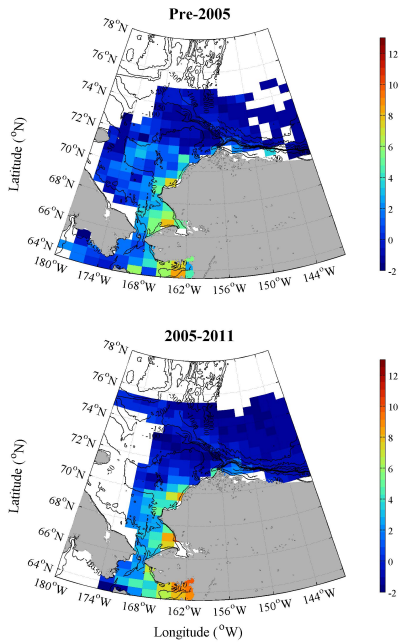 Pre-2005
78°N
76°N
74°N
72°N
70°N
68°N
66°N
64°N
Latitude (°N)
180°W
174°W
168°W
162°W
156°W
150°W
144°W
12
10
8
6
4
2
0
-2
2005-2011
78°N
76°N
74°N
72°N
70°N
68°N
66°N
64°N
Latitude (°N)
180°W
174°W
168°W
162°W
156°W
150°W
144°W
Longitude (°W)
12
10
8
6
4
2
0
-2